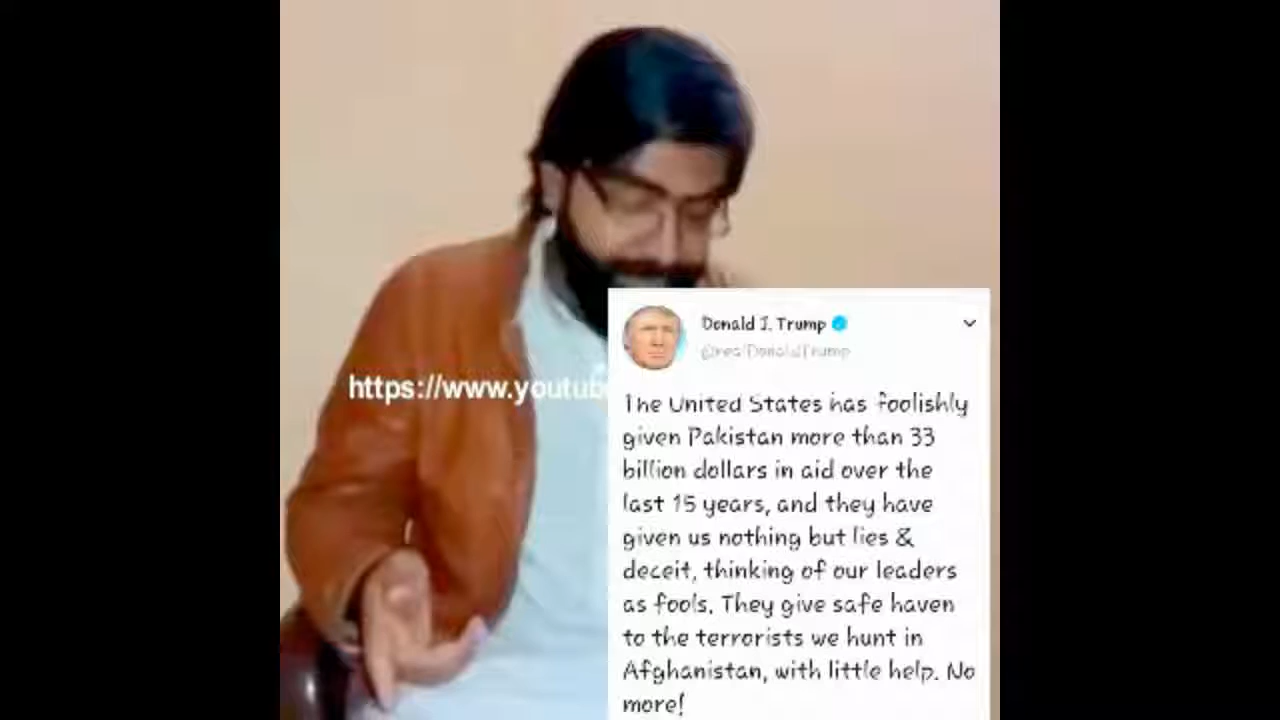 Donald J. Trump
@realDonaldTrump
https://www.youtub
The United States has foolishly
given Pakistan more than 33
billion dollars in aid over the
last 15 years, and they have
given us nothing but lies &
deceit, thinking of our leaders
as fools. They give safe haven
to the terrorists we hunt in
Afghanistan, with little help. No
more!